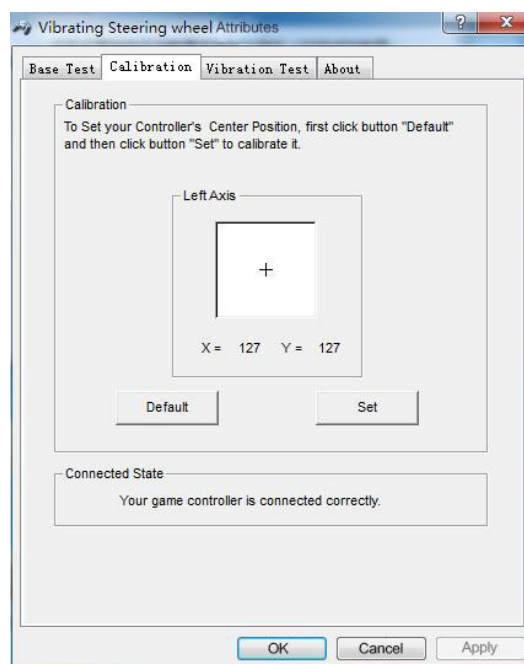 Vibrating Steering wheel Attributes
? X
Base Test Calibration Vibration Test About
Calibration
To Set your Controller's Center Position, first click button "Default"
and then click button "Set" to calibrate it.
Left Axis
X = 127 Y = 127
Default Set
Connected State
Your game controller is connected correctly.
OK Cancel Apply